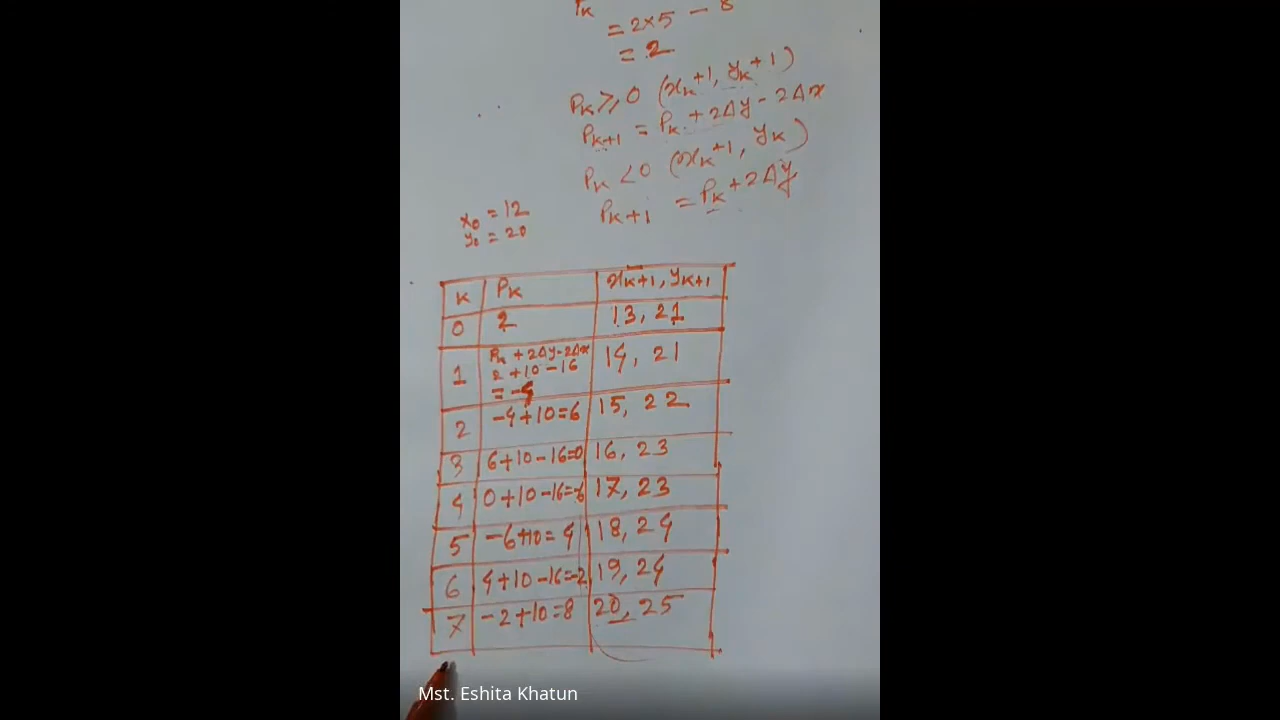 Pk
= 2×5 - 8
= 2
Pk ≥ 0 (xk+1, yk+1)
Pk+1 = Pk + 2Δy - 2Δx
Pk < 0 (xk+1, yk)
Pk+1 = Pk + 2Δy
x0 = 12
y0 = 20
K Pk xk+1, yk+1
0 2 13, 21
1 Pk + 2Δy - 2Δx 14, 21
2 + 10 - 16
= -4
2 -4+10=6 15, 22
3 6+10-16=0 16, 23
4 0+10-16=-6 17, 23
5 -6+10=4 18, 24
6 4+10-16=-2 19, 24
7 -2+10=8 20, 25
Mst. Eshita Khatun